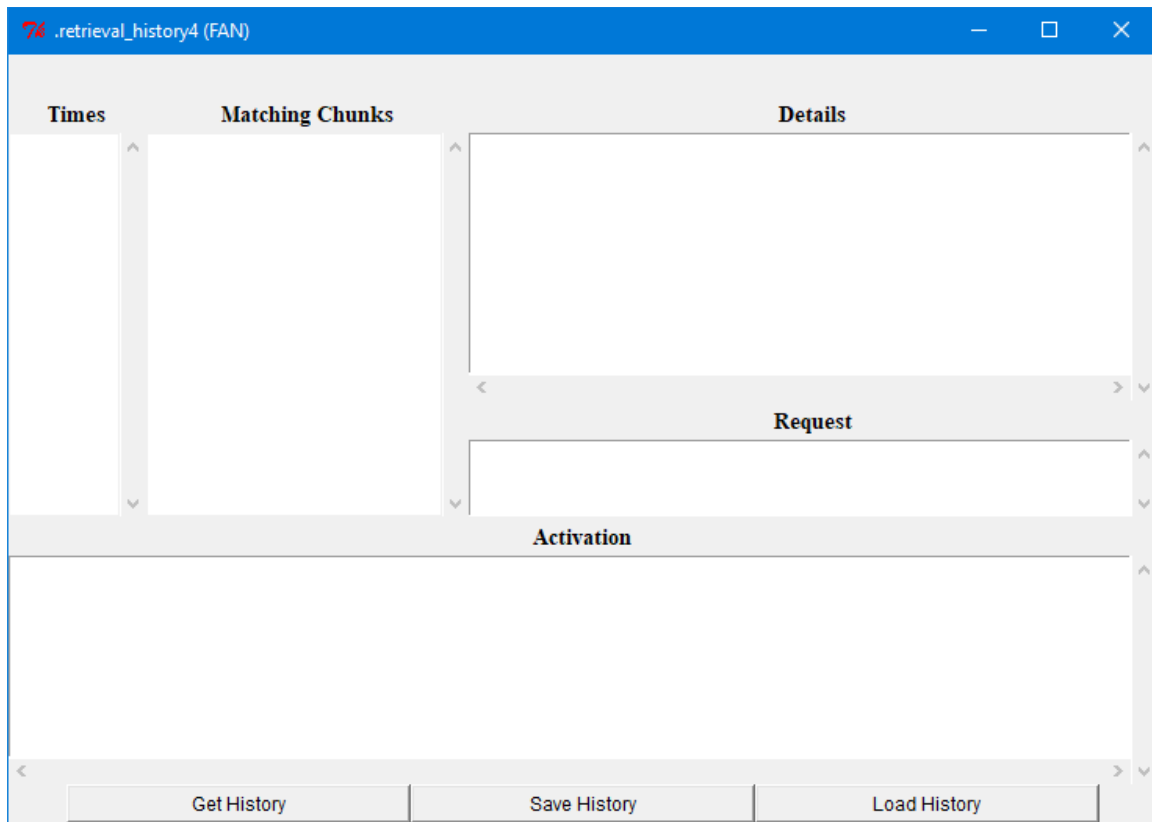 .retrieval_history4 (FAN)
Times
Matching Chunks
Details
Request
Activation
Get History
Save History
Load History